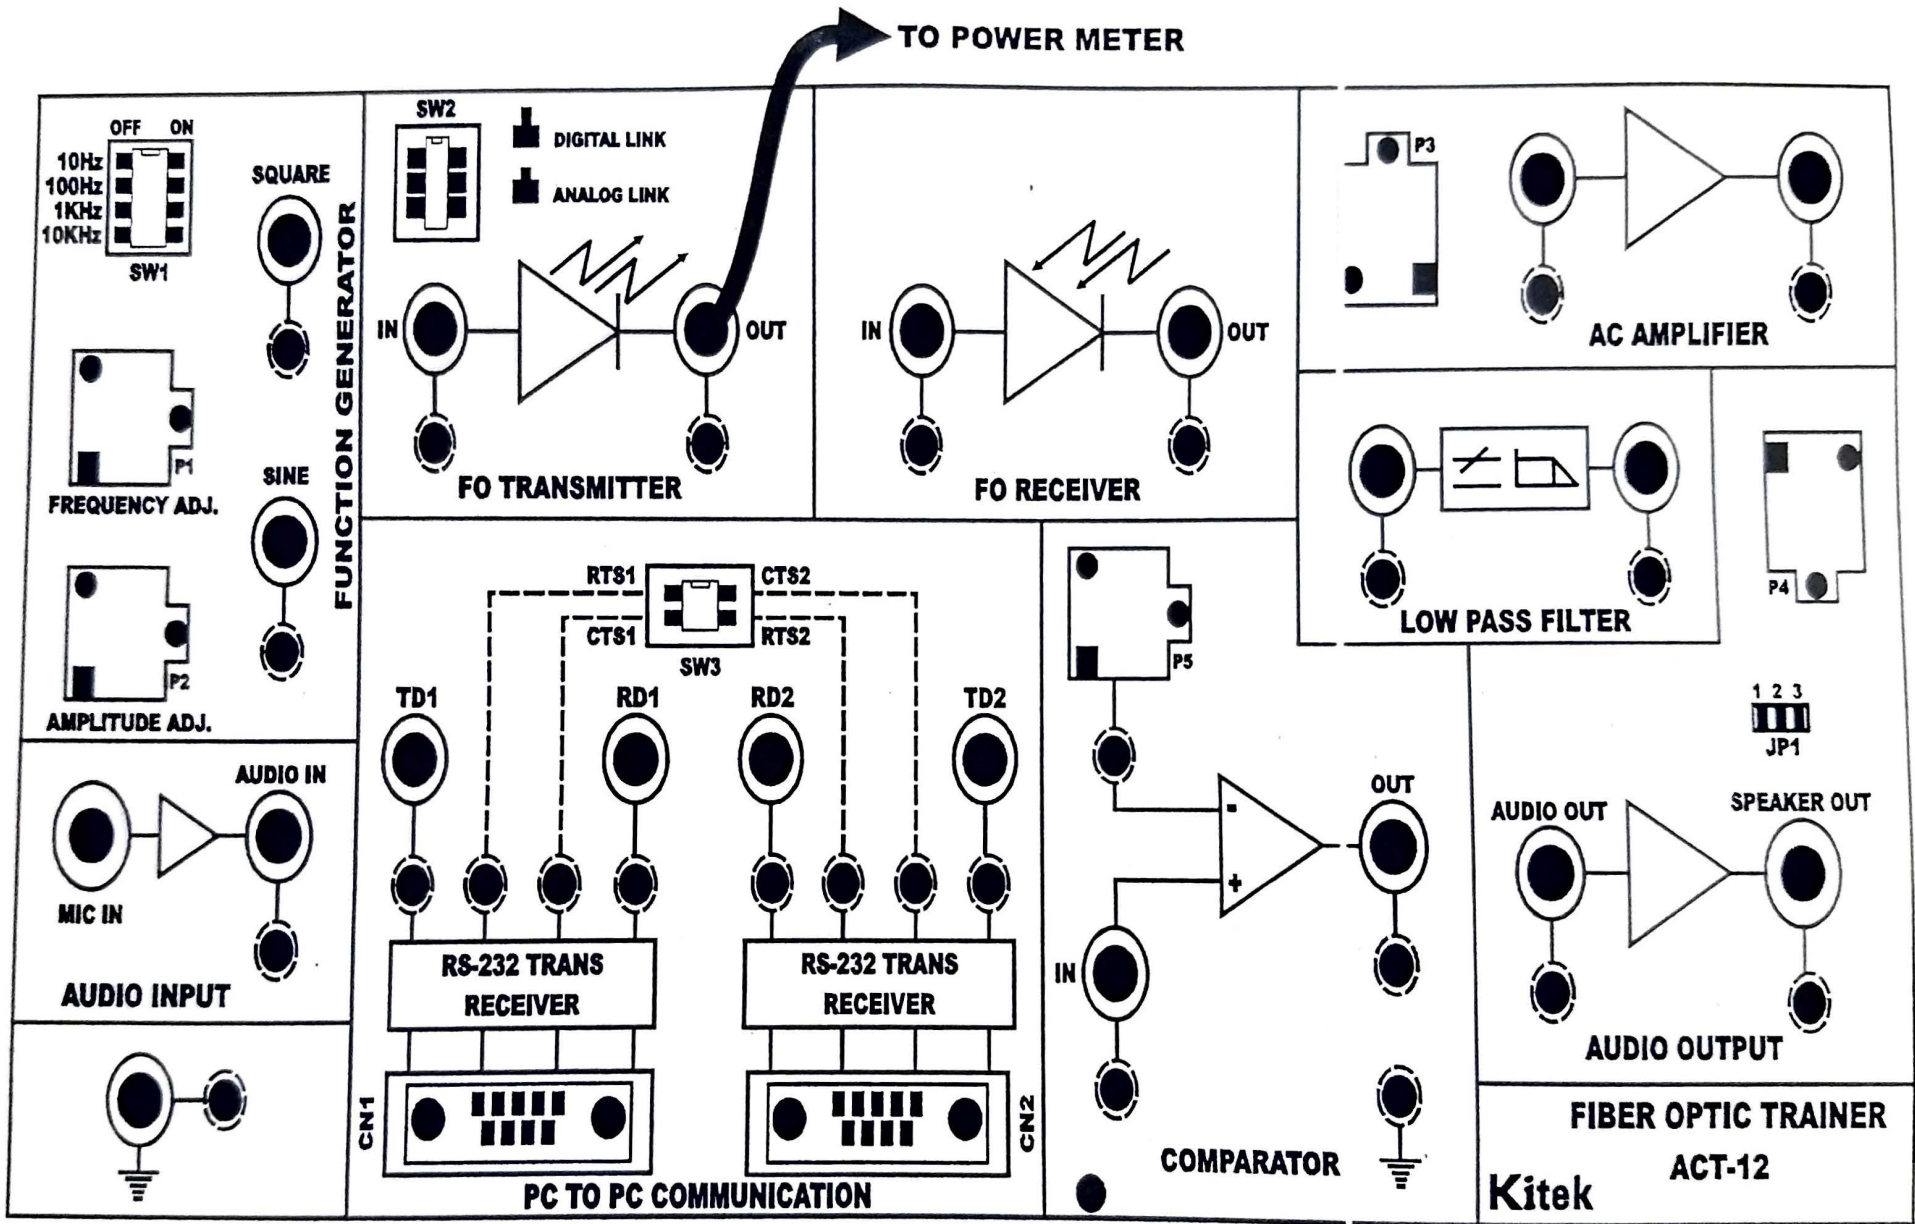 TO POWER METER
OFF ON
10Hz
100Hz
1KHz
10KHz
SW1
SQUARE
P1
FREQUENCY ADJ.
SINE
P2
AMPLITUDE ADJ.
FUNCTION GENERATOR
SW2
DIGITAL LINK
ANALOG LINK
IN
OUT
FO TRANSMITTER
IN
OUT
FO RECEIVER
P3
AC AMPLIFIER
LOW PASS FILTER
P4
RTS1
CTS2
CTS1
RTS2
SW3
TD1
RD1
RD2
TD2
RS-232 TRANS
RECEIVER
RS-232 TRANS
RECEIVER
CN1
CN2
PC TO PC COMMUNICATION
AUDIO IN
MIC IN
AUDIO INPUT
P5
-
+
OUT
IN
COMPARATOR
1 2 3
JP1
AUDIO OUT
SPEAKER OUT
AUDIO OUTPUT
FIBER OPTIC TRAINER
ACT-12
Kitek